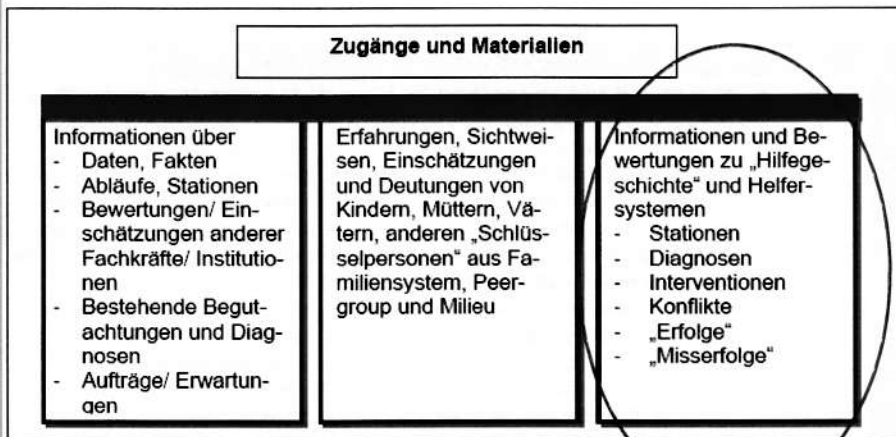 Zugänge und Materialien
Informationen über
- Daten, Fakten
- Abläufe, Stationen
- Bewertungen/ Ein-
schätzungen anderer
Fachkräfte/ Institutio-
nen
- Bestehende Begut-
achtungen und Diag-
nosen
- Aufträge/ Erwartun-
gen
Erfahrungen, Sichtwei-
sen, Einschätzungen
und Deutungen von
Kindern, Müttern, Vä-
tern, anderen „Schlüs-
selpersonen“ aus Fa-
miliensystem, Peer-
group und Milieu
Informationen und Be-
wertungen zu „Hilfege-
schichte“ und Helfer-
systemen
- Stationen
- Diagnosen
- Interventionen
- Konflikte
- „Erfolge“
- „Misserfolge“